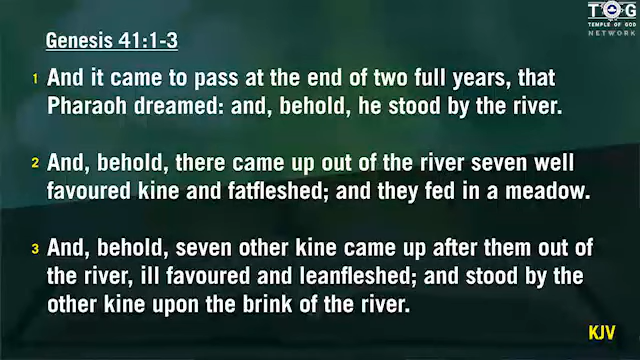 TOG
TEMPLE OF GOD
NETWORK
Genesis 41:1-3
1 And it came to pass at the end of two full years, that
Pharaoh dreamed: and, behold, he stood by the river.
2 And, behold, there came up out of the river seven well
favoured kine and fatfleshed; and they fed in a meadow.
3 And, behold, seven other kine came up after them out of
the river, ill favoured and leanfleshed; and stood by the
other kine upon the brink of the river.
KJV